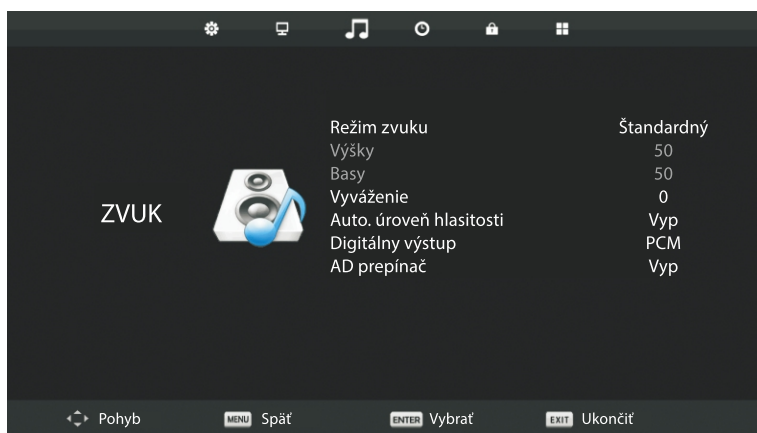 Režim zvuku Štandardný
Výšky 50
Basy 50
Vyváženie 0
ZVUK
Auto. úroveň hlasitosti Vyp
Digitálny výstup PCM
AD prepínač Vyp
Pohyb MENU Späť ENTER Vybrať EXIT Ukončiť